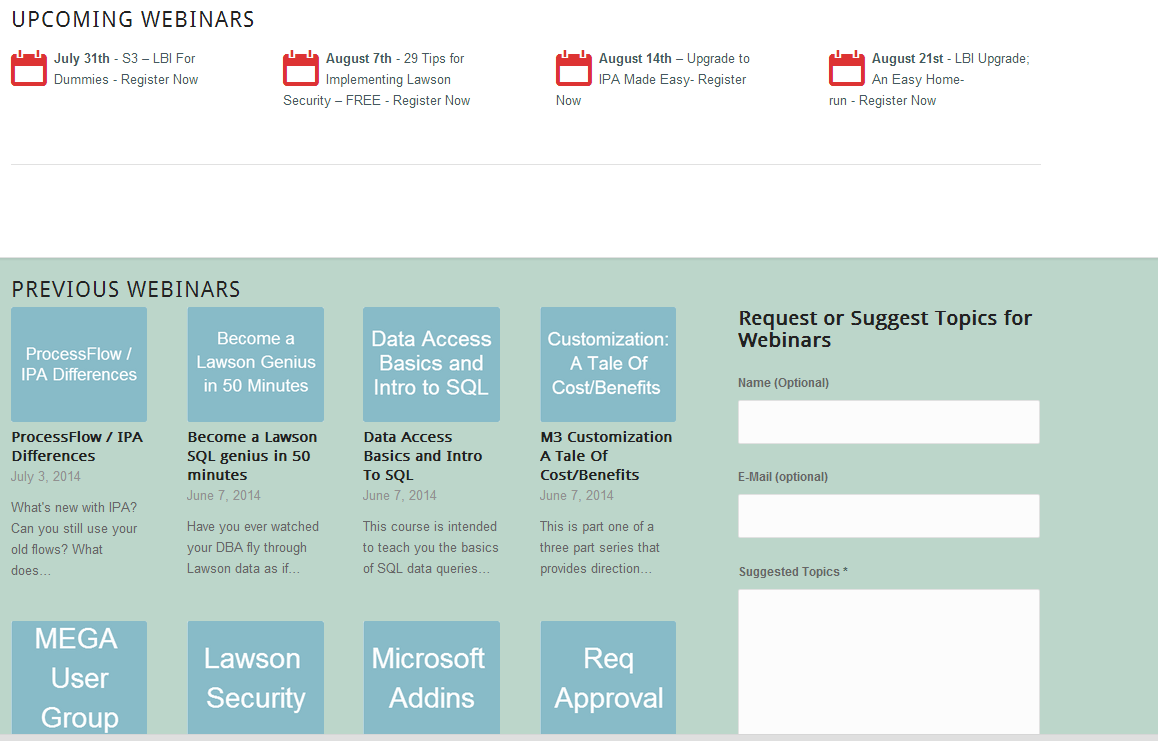 UPCOMING WEBINARS
July 31th - S3 – LBI For
Dummies - Register Now
August 7th - 29 Tips for
Implementing Lawson
Security – FREE - Register Now
August 14th – Upgrade to
IPA Made Easy- Register
Now
August 21st - LBI Upgrade;
An Easy Home-
run - Register Now
PREVIOUS WEBINARS
ProcessFlow /
IPA Differences
ProcessFlow / IPA
Differences
July 3, 2014
What's new with IPA?
Can you still use your
old flows? What
does...
Become a
Lawson Genius
in 50 Minutes
Become a Lawson
SQL genius in 50
minutes
June 7, 2014
Have you ever watched
your DBA fly through
Lawson data as if...
Data Access
Basics and
Intro to SQL
Data Access
Basics and Intro
To SQL
June 7, 2014
This course is intended
to teach you the basics
of SQL data queries...
Customization:
A Tale Of
Cost/Benefits
M3 Customization
A Tale Of
Cost/Benefits
June 7, 2014
This is part one of a
three part series that
provides direction...
MEGA
User
Group
Lawson
Security
Microsoft
Addins
Req
Approval
Request or Suggest Topics for
Webinars
Name (Optional)
E-Mail (optional)
Suggested Topics *